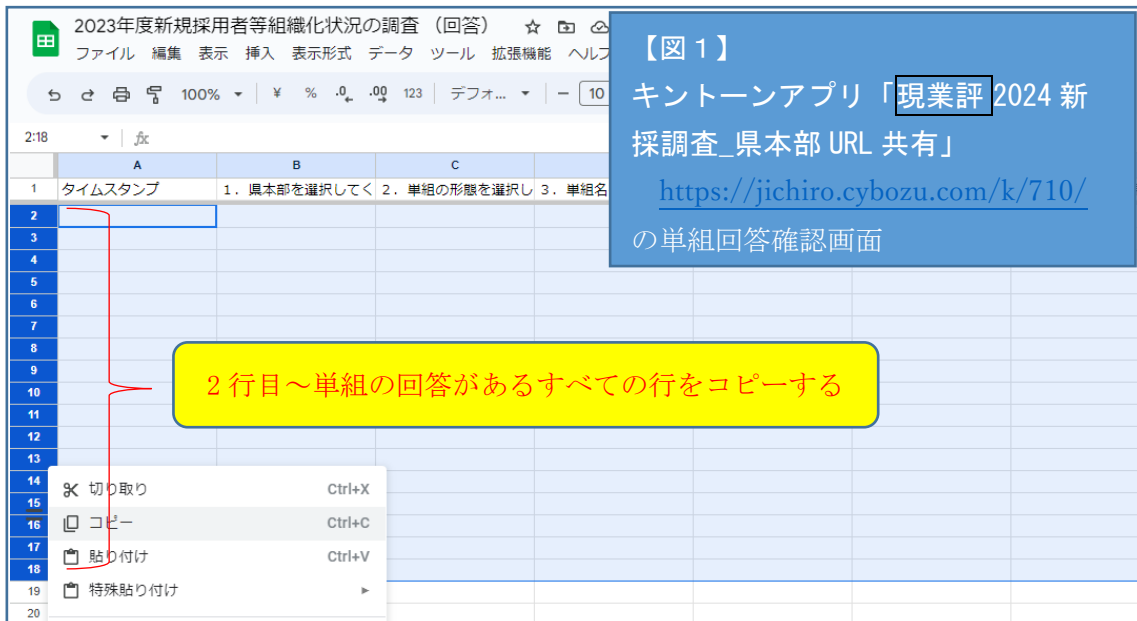 2023年度新規採用者等組織化状況の調査 （回答）
ファイル 編集 表示 挿入 表示形式 データ ツール 拡張機能 ヘルプ
100% ¥ % .0 .00 123 デフォ... − 10
2:18 fx
A B C
1 タイムスタンプ 1．県本部を選択してく 2．単組の形態を選択し 3．単組名
【図１】
キントーンアプリ「現業評 2024 新
採調査_県本部 URL 共有」
https://jichiro.cybozu.com/k/710/
の単組回答確認画面
2
3
4
5
6
7
8
9
10
11
12
13
14
15
16
17
18
19
20
２行目～単組の回答があるすべての行をコピーする
切り取り Ctrl+X
コピー Ctrl+C
貼り付け Ctrl+V
特殊貼り付け